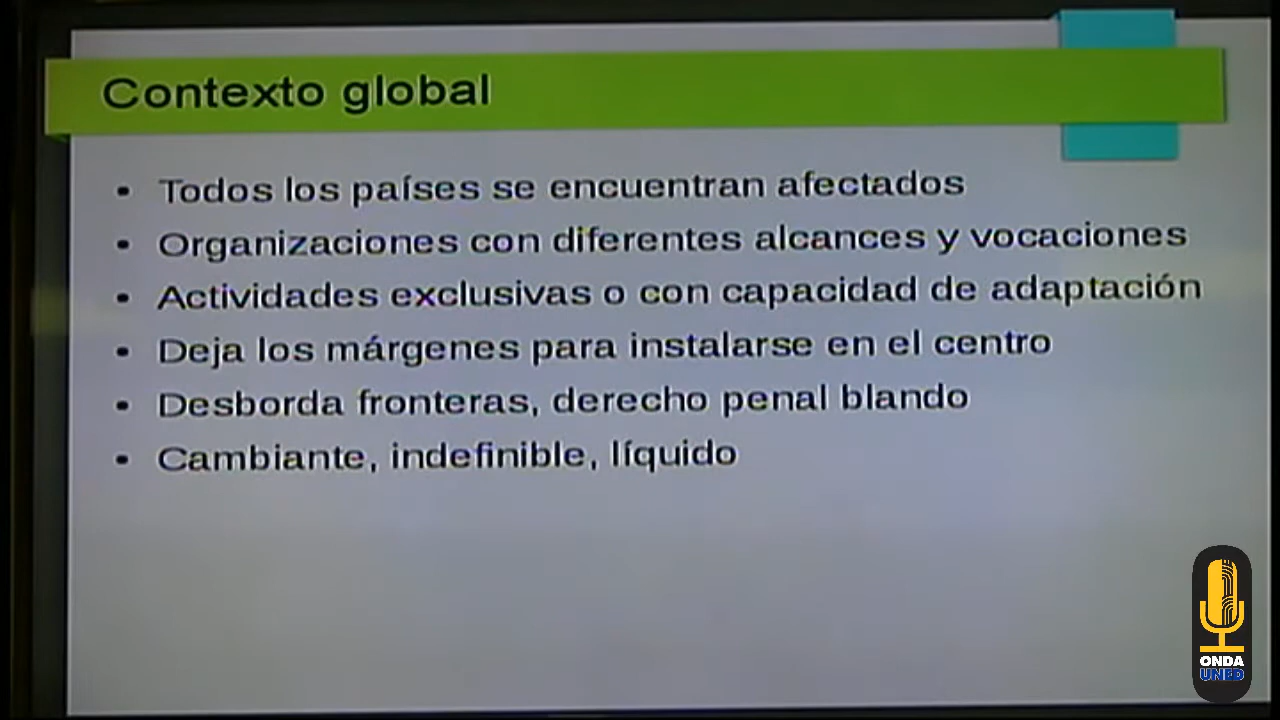 Contexto global
• Todos los países se encuentran afectados
• Organizaciones con diferentes alcances y vocaciones
• Actividades exclusivas o con capacidad de adaptación
• Deja los márgenes para instalarse en el centro
• Desborda fronteras, derecho penal blando
• Cambiante, indefinible, líquido
ONDA
UNED